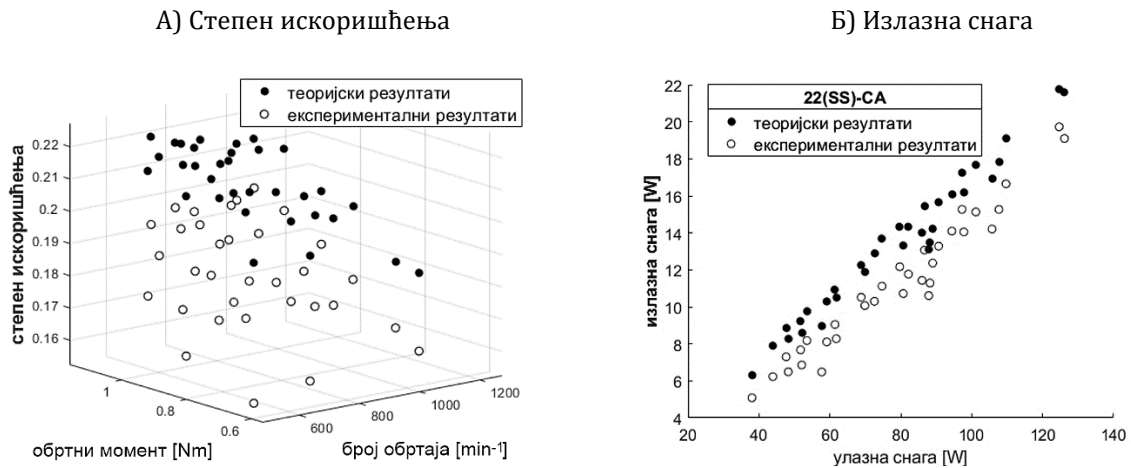 А) Степен искоришћења
Б) Излазна снага
теоријски резултати
експериментални резултати
степен искоришћења
0.22
0.21
0.2
0.19
0.18
0.17
0.16
1
0.8
0.6
600
800
1000
1200
обртни момент [Nm]
број обртаја [min-1]
22(SS)-CA
теоријски резултати
експериментални резултати
излазна снага [W]
22
20
18
16
14
12
10
8
6
4
20
40
60
80
100
120
140
улазна снага [W]